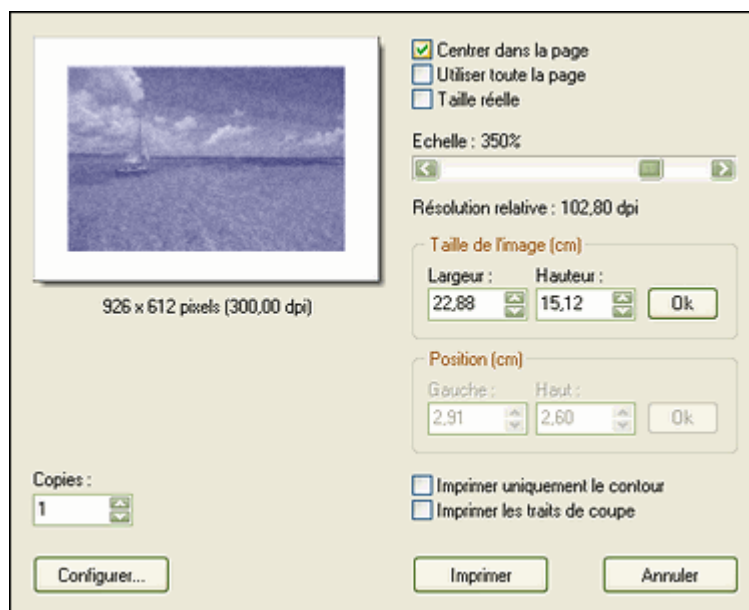 Centrer dans la page
Utiliser toute la page
Taille réelle
Echelle : 350%
Résolution relative : 102,80 dpi
Taille de l'image (cm)
Largeur : Hauteur :
22,88 15,12 Ok
926 x 612 pixels (300,00 dpi)
Position (cm)
Gauche : Haut :
2,91 2,60 Ok
Copies :
1
Imprimer uniquement le contour
Imprimer les traits de coupe
Configurer... Imprimer Annuler